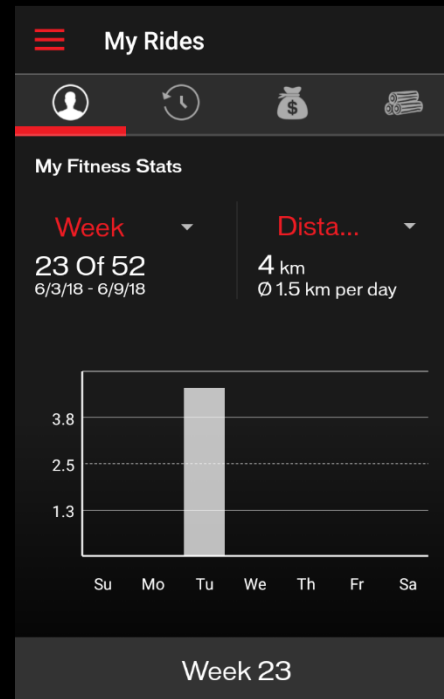 My Rides
$
My Fitness Stats
Week
Dista...
23 Of 52
4 km
6/3/18 - 6/9/18
Ø 1.5 km per day
3.8
2.5
1.3
Su Mo Tu We Th Fr Sa
Week 23